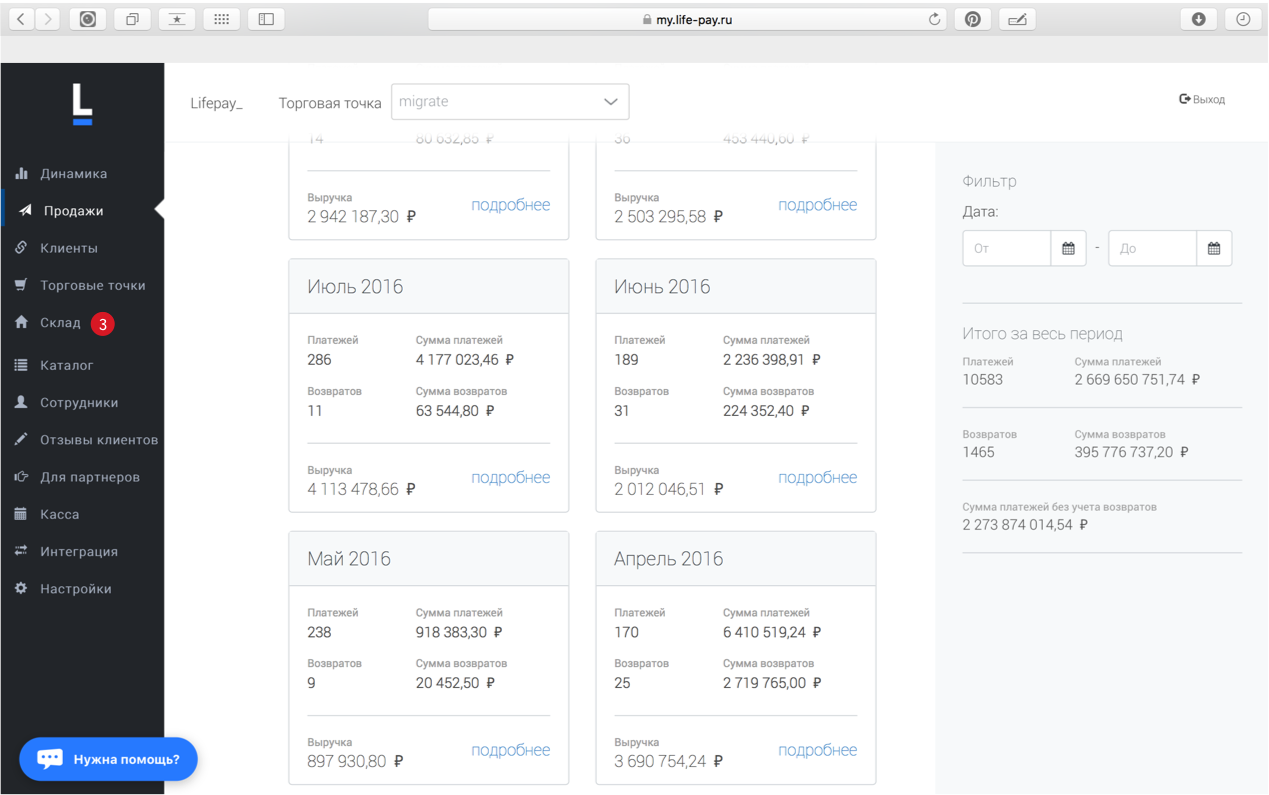 my.life-pay.ru
L
Lifepay_
Торговая точка
migrate
Выход
Динамика
Продажи
Клиенты
Торговые точки
Склад 3
Каталог
Сотрудники
Отзывы клиентов
Для партнеров
Касса
Интеграция
Настройки
Нужна помощь?
14 80 632,85 ₽
Выручка
2 942 187,30 ₽ подробнее
36 453 440,60 ₽
Выручка
2 503 295,58 ₽ подробнее
Июль 2016
Платежей Сумма платежей
286 4 177 023,46 ₽
Возвратов Сумма возвратов
11 63 544,80 ₽
Выручка
4 113 478,66 ₽ подробнее
Июнь 2016
Платежей Сумма платежей
189 2 236 398,91 ₽
Возвратов Сумма возвратов
31 224 352,40 ₽
Выручка
2 012 046,51 ₽ подробнее
Май 2016
Платежей Сумма платежей
238 918 383,30 ₽
Возвратов Сумма возвратов
9 20 452,50 ₽
Выручка
897 930,80 ₽ подробнее
Апрель 2016
Платежей Сумма платежей
170 6 410 519,24 ₽
Возвратов Сумма возвратов
25 2 719 765,00 ₽
Выручка
3 690 754,24 ₽ подробнее
Фильтр
Дата:
От - До
Итого за весь период
Платежей Сумма платежей
10583 2 669 650 751,74 ₽
Возвратов Сумма возвратов
1465 395 776 737,20 ₽
Сумма платежей без учета возвратов
2 273 874 014,54 ₽